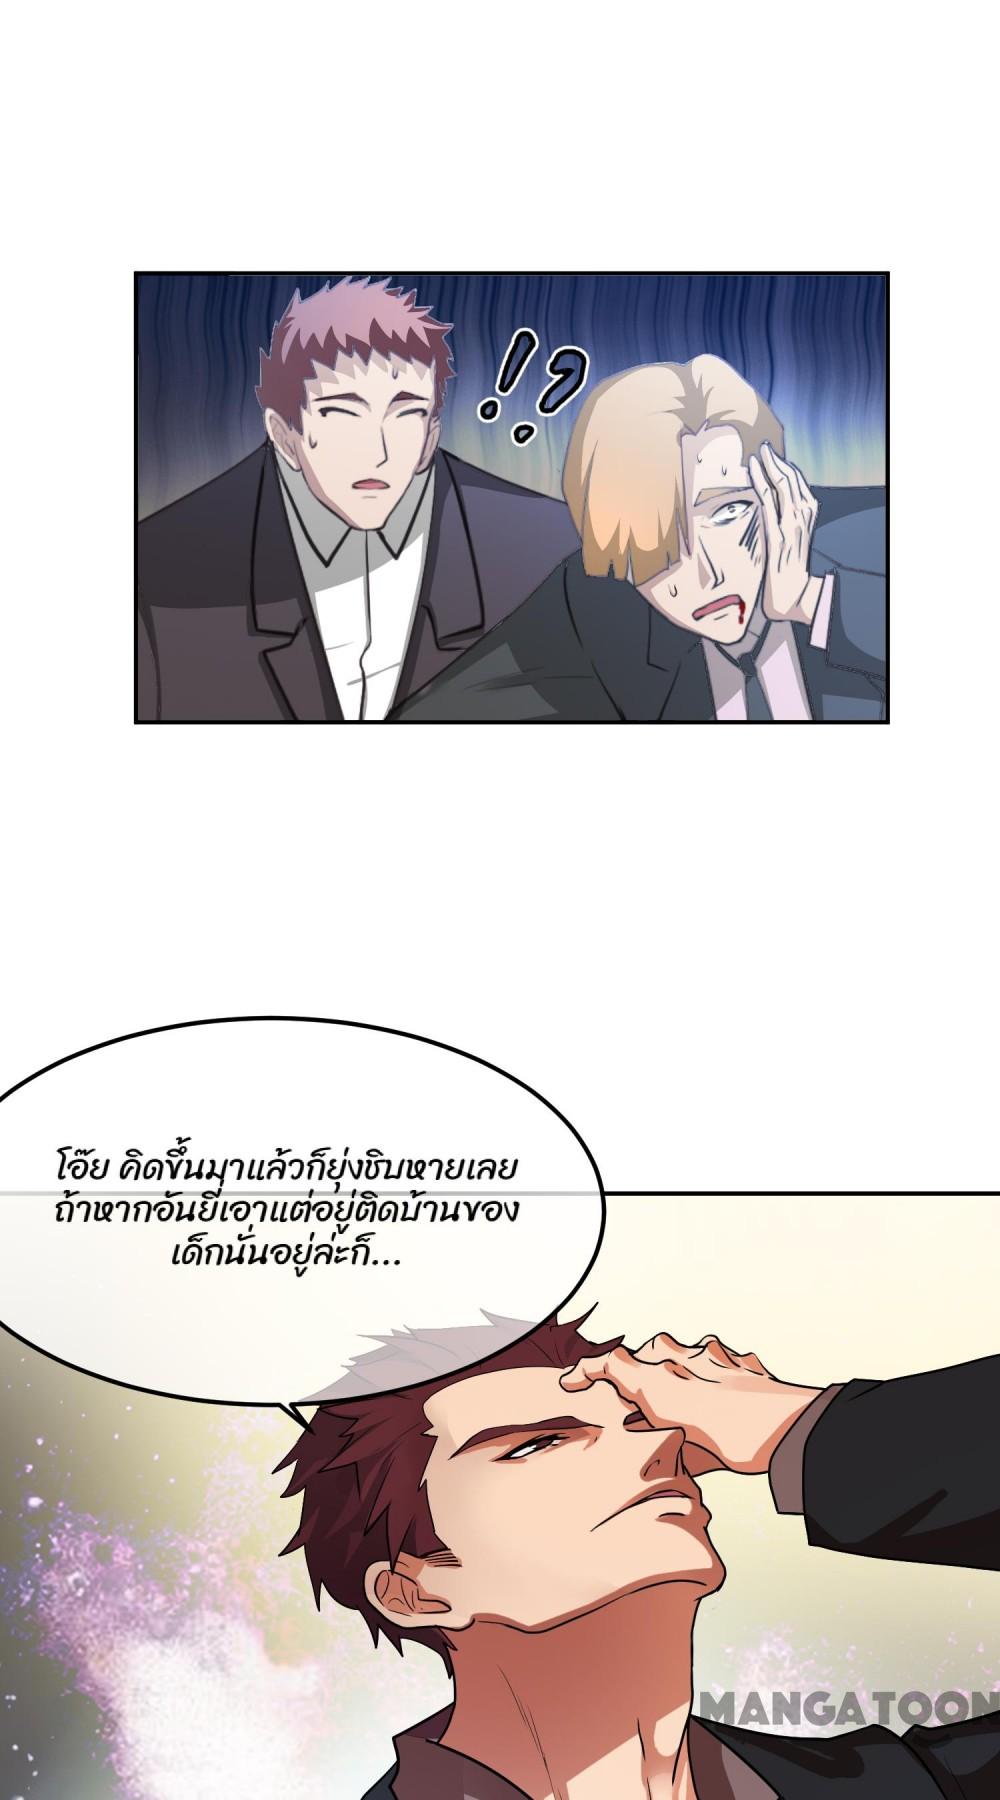 !?
โอ๊ย คิดขึ้นมาแล้วก็ยุ่งชิบหายเลย
ถ้าหากอันยี่เอาแต่อยู่ติดบ้านของ
เด็กนั่นอยู่ล่ะก็...
MANGATOON